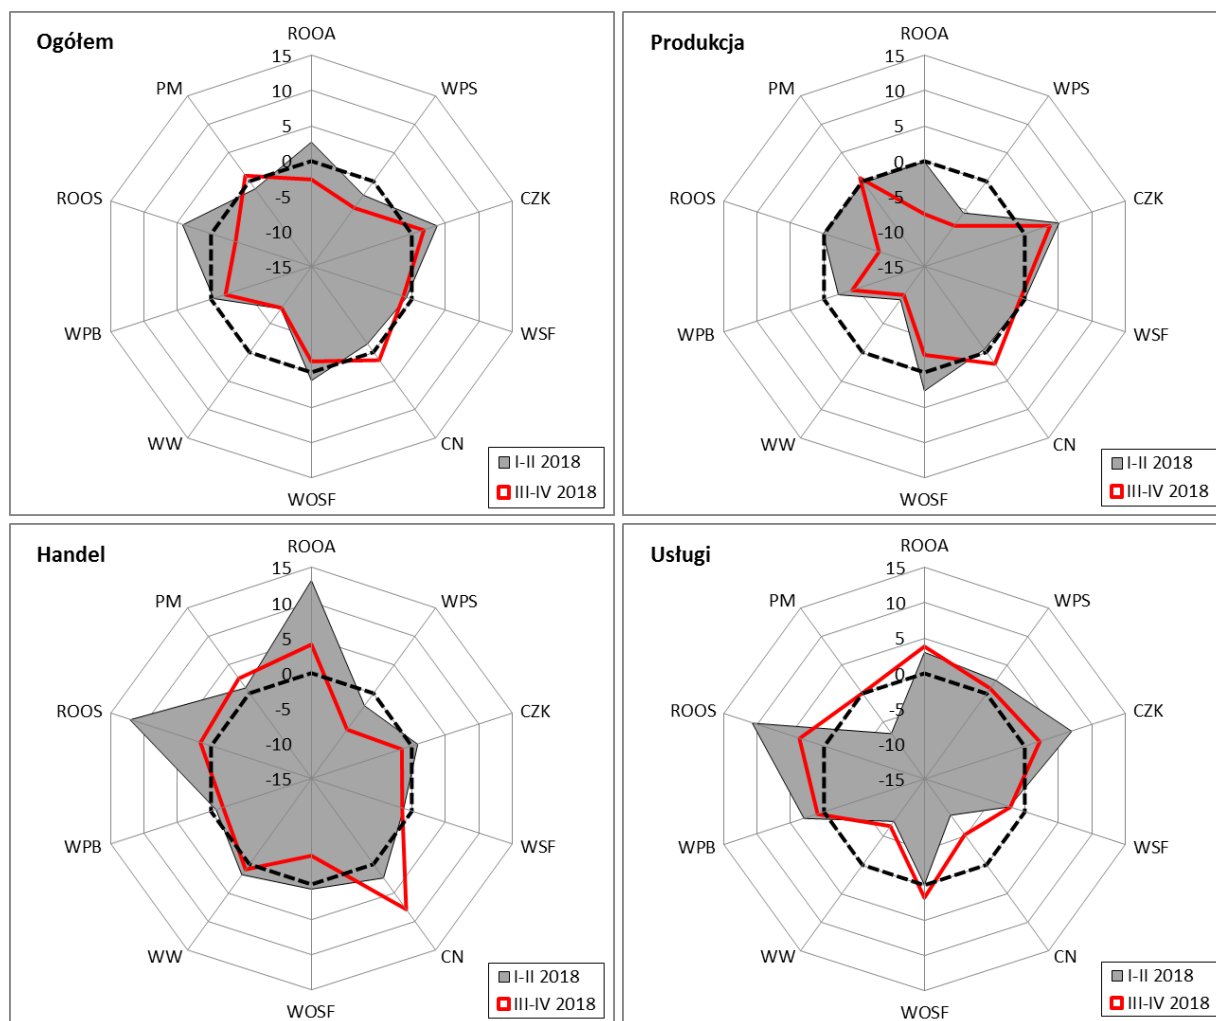 Ogółem
ROOA
WPS
CZK
WSF
CN
WOSF
WW
WPB
ROOS
PM
15
10
5
0
-5
-10
-15
I-II 2018
III-IV 2018
Produkcja
ROOA
WPS
CZK
WSF
CN
WOSF
WW
WPB
ROOS
PM
15
10
5
0
-5
-10
-15
I-II 2018
III-IV 2018
Handel
ROOA
WPS
CZK
WSF
CN
WOSF
WW
WPB
ROOS
PM
15
10
5
0
-5
-10
-15
I-II 2018
III-IV 2018
Usługi
ROOA
WPS
CZK
WSF
CN
WOSF
WW
WPB
ROOS
PM
15
10
5
0
-5
-10
-15
I-II 2018
III-IV 2018